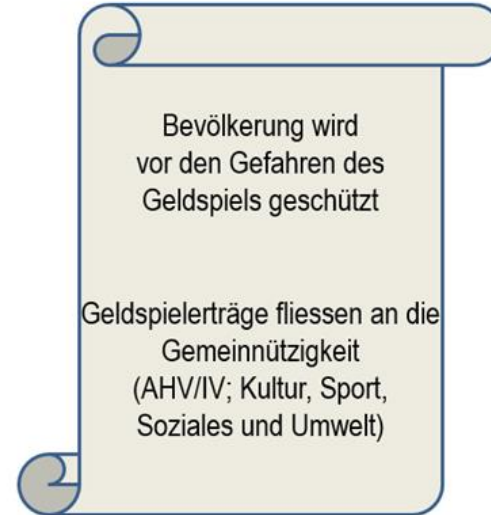 Bevölkerung wird
vor den Gefahren des
Geldspiels geschützt
Geldspielerträge fliessen an die
Gemeinnützigkeit
(AHV/IV; Kultur, Sport,
Soziales und Umwelt)